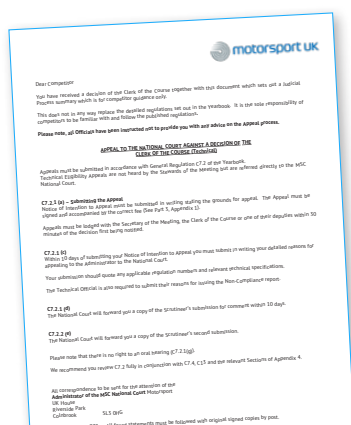 motorsport uk
Dear Competitor
You have received a decision of the Clerk of the Course together with this document which sets out a Judicial
Process summary which is for competitor guidance only.
This does not in any way replace the detailed regulations set out in the Yearbook. It is the sole responsibility of
competitors to be familiar with and follow the published regulations.
Please note, all Officials have been instructed not to provide you with any advice on the Appeal process.
APPEAL TO THE NATIONAL COURT AGAINST A DECISION OF THE
CLERK OF THE COURSE (Technical)
Appeals must be submitted in accordance with General Regulation C7.2 of the Yearbook.
Technical Eligibility Appeals are not heard by the Stewards of the Meeting but are referred directly to the MSC
National Court.
(a) – Submitting the Appeal
Notice of Intention to Appeal must be submitted in writing stating the grounds for appeal. The Appeal must be
signed and accompanied by the correct fee (See Part 3, Appendix 1).
Appeals must be lodged with the Secretary of the Meeting, the Clerk of the Course or one of their deputies within 30
minutes of the decision first being notified.
C7.2.1 (c)
Within 10 days of submitting your Notice of Intention to Appeal you must submit in writing your detailed reasons for
appealing to the Administrator to the National Court.
Your submission should quote any applicable regulation numbers and relevant technical specifications.
The Technical Official is also required to submit their reasons for issuing the Non-Compliance report.
C7.2.1 (d)
The National Court will forward you a copy of the Scrutineer's submission for comment within 10 days.
C7.2.2 (e)
The National Court will forward you a copy of the Scrutineer's second submission.
Please note that there is no right to an oral hearing (C7.2.1(g)).
We recommend you review C7.2 fully in conjunction with C7.4, C13 and the relevant Sections of Appendix 4.
All correspondence to be sent for the attention of the
Administrator of the MSC National Court Motorsport
UK House
Riverside Park
Colnbrook SL3 0HG
statements must be followed with original signed copies by post.